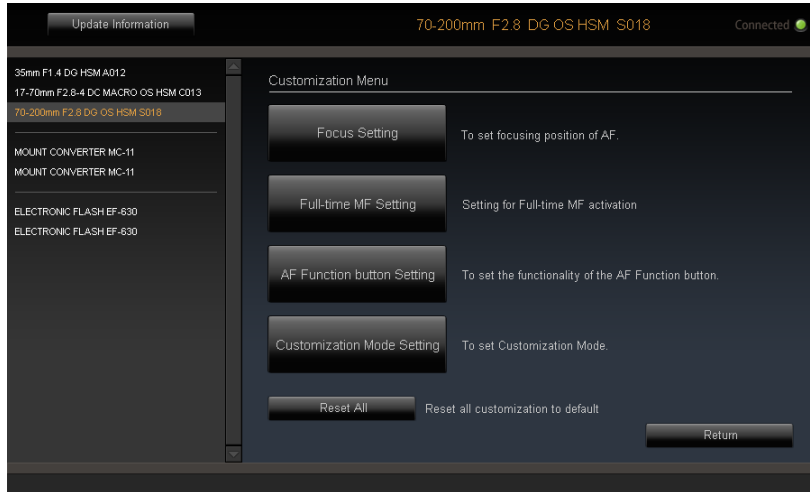 Update Information
70-200mm F2.8 DG OS HSM S018
Connected
35mm F1.4 DG HSM A012
17-70mm F2.8-4 DC MACRO OS HSM C013
70-200mm F2.8 DG OS HSM S018
MOUNT CONVERTER MC-11
MOUNT CONVERTER MC-11
ELECTRONIC FLASH EF-630
ELECTRONIC FLASH EF-630
Customization Menu
Focus Setting
To set focusing position of AF.
Full-time MF Setting
Setting for Full-time MF activation
AF Function button Setting
To set the functionality of the AF Function button.
Customization Mode Setting
To set Customization Mode.
Reset All
Reset all customization to default
Return